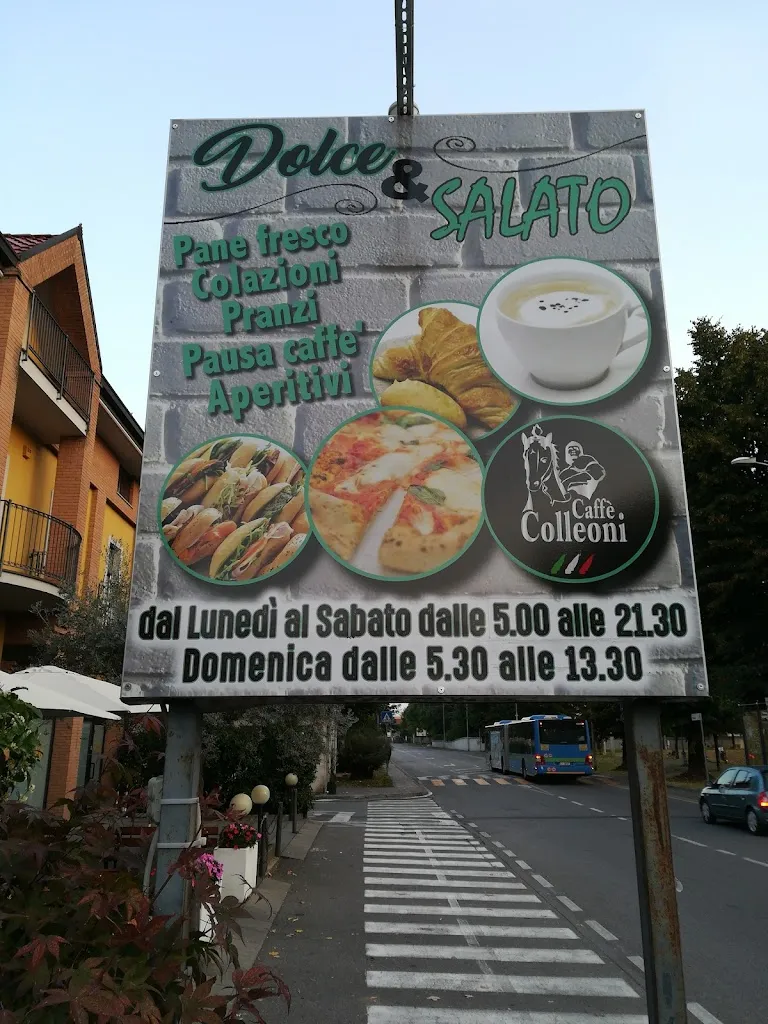 Dolce
& SALATO
Pane fresco
Colazioni
Pranzi
Pausa caffe'
Aperitivi
Caffè
Colleoni
dal Lunedì al Sabato dalle 5.00 alle 21.30
Domenica dalle 5.30 alle 13.30